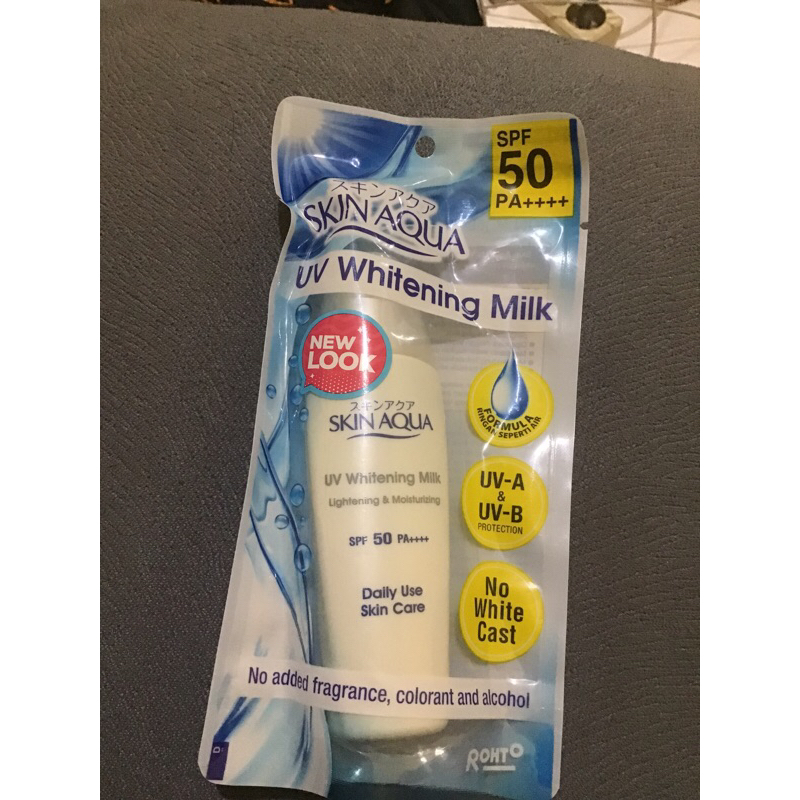 SPF
50
PA++++
スキンアクア
SKIN AQUA
UV Whitening Milk
NEW
LOOK
スキンアクア
SKIN AQUA
UV Whitening Milk
Lightening & Moisturizing
SPF 50 PA++++
Daily Use
Skin Care
FORMULA
RINGAN SEPERTI AIR
UV-A
&
UV-B
PROTECTION
No
White
Cast
No added fragrance, colorant and alcohol
ROHTO